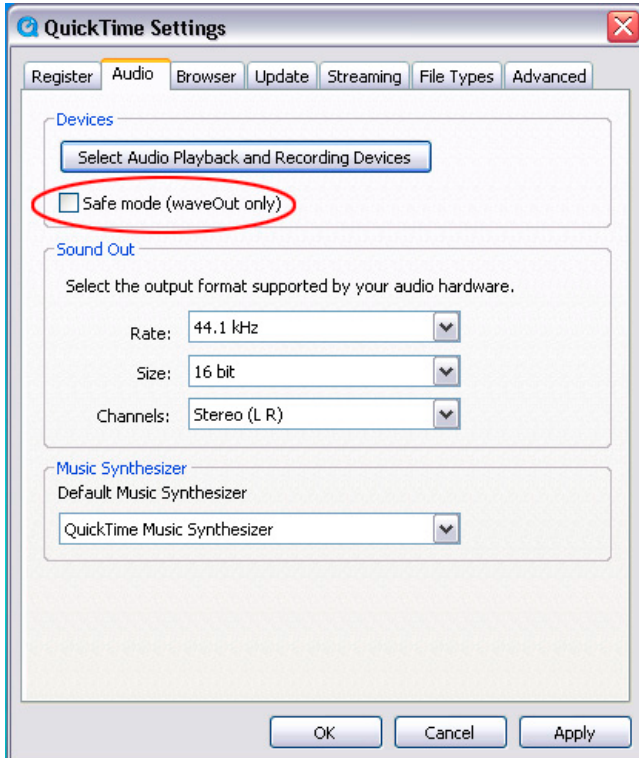 QuickTime Settings
Register Audio Browser Update Streaming File Types Advanced
Devices
Select Audio Playback and Recording Devices
Safe mode (waveOut only)
Sound Out
Select the output format supported by your audio hardware.
Rate: 44.1 kHz
Size: 16 bit
Channels: Stereo (L R)
Music Synthesizer
Default Music Synthesizer
QuickTime Music Synthesizer
OK Cancel Apply